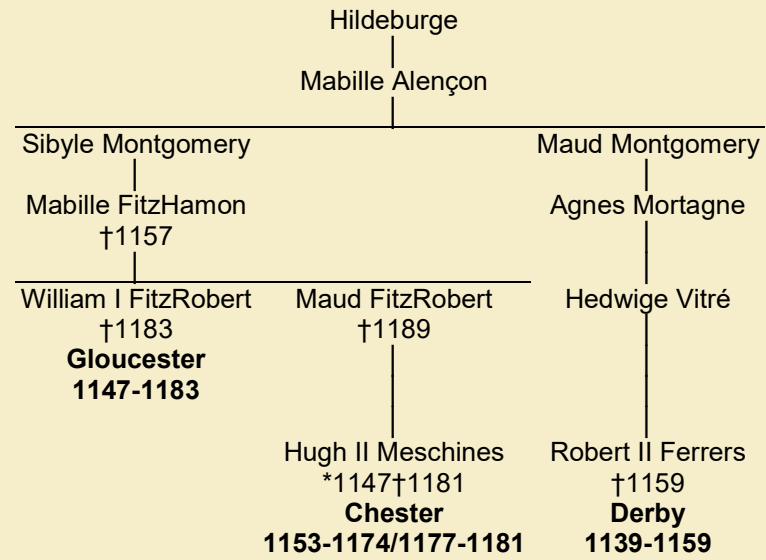 Hildeburge
Mabille Alençon
Sibyle Montgomery
Maud Montgomery
Mabille FitzHamon
†1157
Agnes Mortagne
William I FitzRobert
†1183
Gloucester
1147-1183
Maud FitzRobert
†1189
Hedwige Vitré
Hugh II Meschines
*1147†1181
Chester
1153-1174/1177-1181
Robert II Ferrers
†1159
Derby
1139-1159